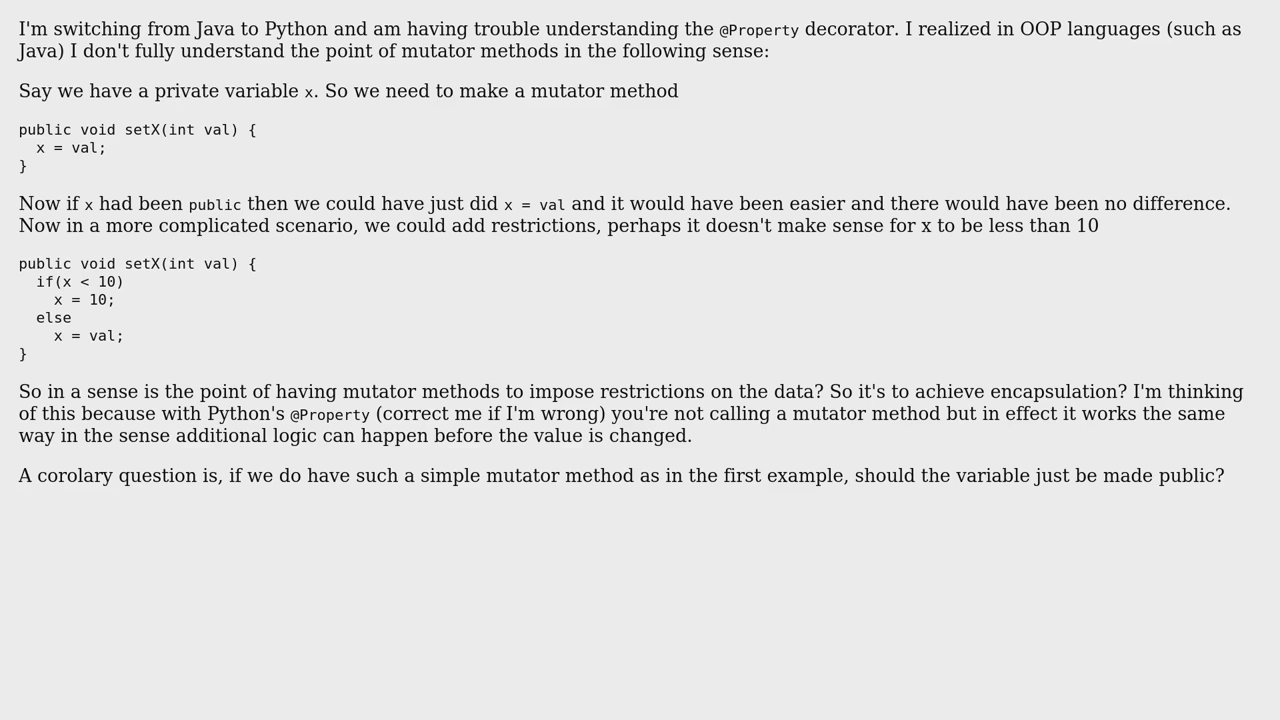 I'm switching from Java to Python and am having trouble understanding the @Property decorator. I realized in OOP languages (such as
Java) I don't fully understand the point of mutator methods in the following sense:
Say we have a private variable x. So we need to make a mutator method
public void setX(int val) {
  x = val;
}
Now if x had been public then we could have just did x = val and it would have been easier and there would have been no difference.
Now in a more complicated scenario, we could add restrictions, perhaps it doesn't make sense for x to be less than 10
public void setX(int val) {
  if(x < 10)
    x = 10;
  else
    x = val;
}
So in a sense is the point of having mutator methods to impose restrictions on the data? So it's to achieve encapsulation? I'm thinking
of this because with Python's @Property (correct me if I'm wrong) you're not calling a mutator method but in effect it works the same
way in the sense additional logic can happen before the value is changed.
A corolary question is, if we do have such a simple mutator method as in the first example, should the variable just be made public?